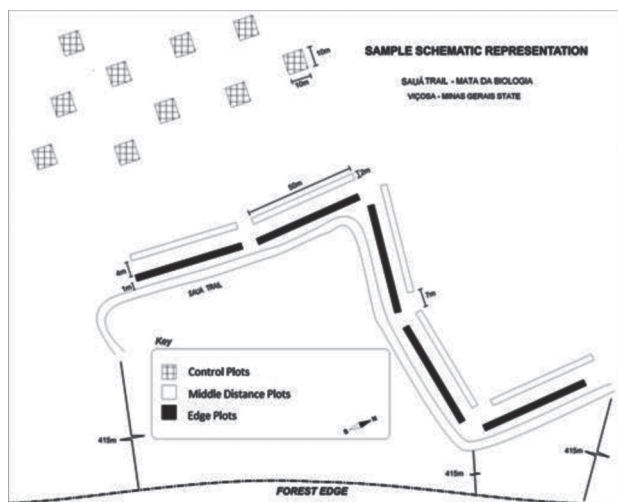 SAMPLE SCHEMATIC REPRESENTATION
SAUÁ TRAIL - MATA DA BIOLOGIA
VIÇOSA - MINAS GERAIS STATE
10m
10m
50m
2m
4m
1m
SAUÁ TRAIL
7m
Key
Control Plots
Middle Distance Plots
Edge Plots
S
N
415m
415m
415m
FOREST EDGE